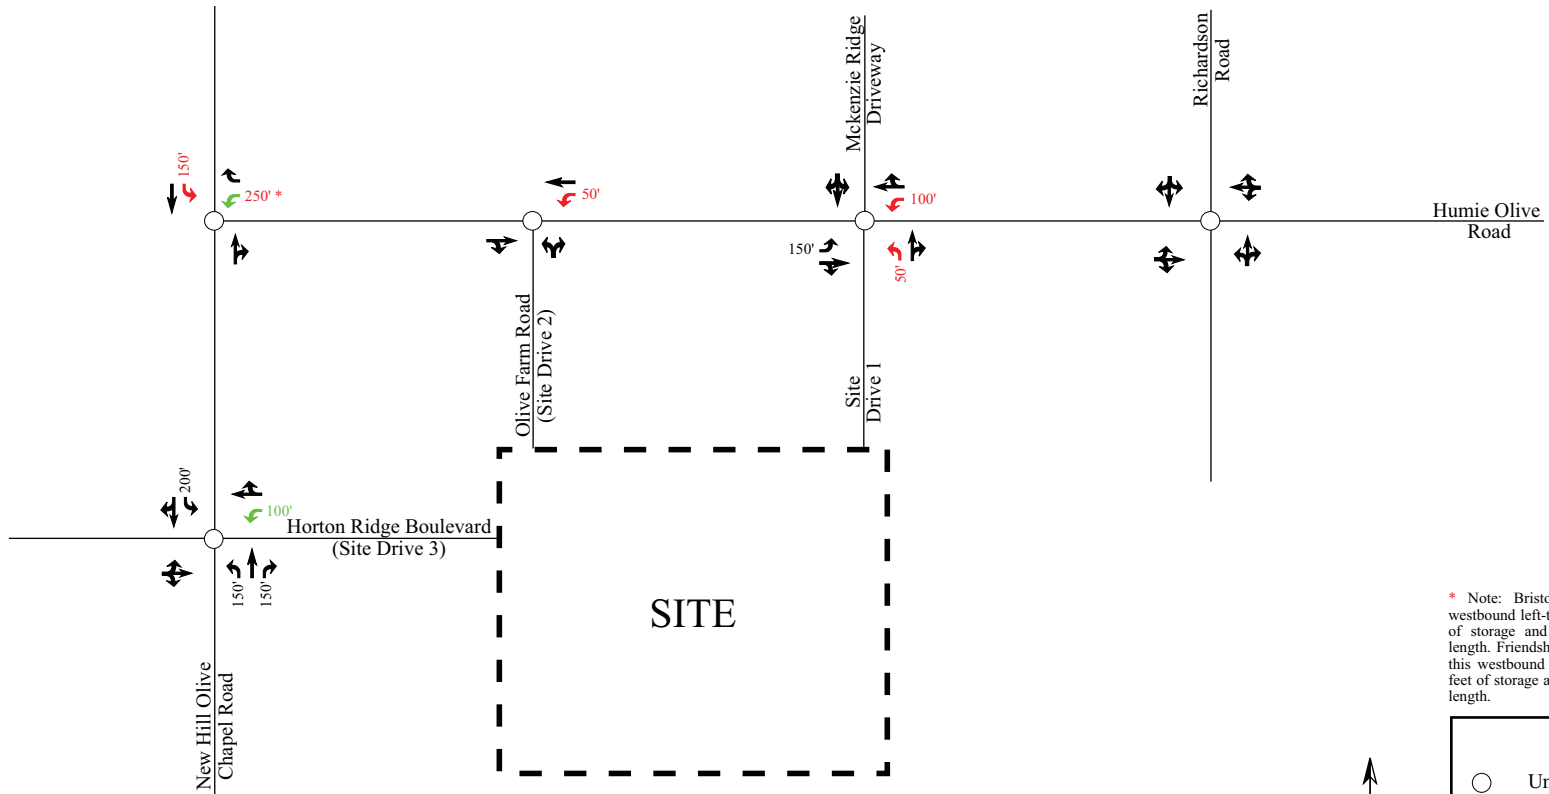 Mckenzie Ridge
Driveway
Richardson
Road
150'
250' *
50'
100'
Humie Olive
Road
150'
50'
Olive Farm Road
(Site Drive 2)
Site
Drive 1
200'
100'
Horton Ridge Boulevard
(Site Drive 3)
150'
150'
SITE
New Hill Olive
Chapel Road
* Note:
westbound
of storage and
length.
this westbound
feet of storage
length.